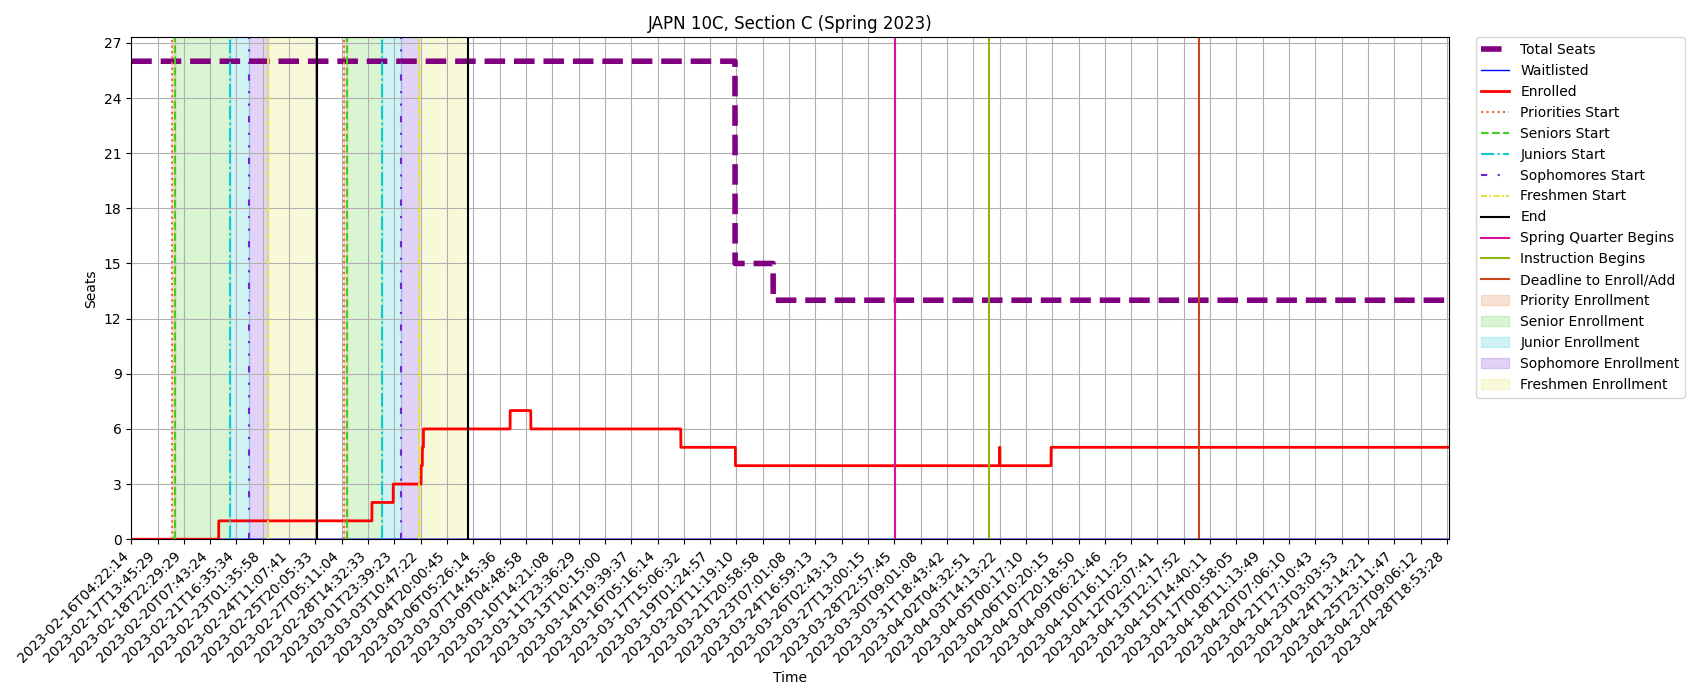 JAPN 10C, Section C (Spring 2023)
27
24
21
18
15
12
9
6
3
0
Seats
2023-02-16T04:22:14
2023-02-17T13:45:29
2023-02-18T22:29:29
2023-02-20T07:43:24
2023-02-21T16:35:34
2023-02-23T01:35:58
2023-02-24T11:07:41
2023-02-25T20:05:33
2023-02-27T05:11:04
2023-02-28T14:32:33
2023-03-01T23:39:23
2023-03-03T10:47:22
2023-03-04T20:00:45
2023-03-06T05:26:14
2023-03-07T14:45:36
2023-03-09T04:48:58
2023-03-10T14:21:08
2023-03-11T23:36:29
2023-03-13T10:15:00
2023-03-14T19:39:37
2023-03-16T05:16:14
2023-03-17T15:06:32
2023-03-19T01:24:57
2023-03-20T11:19:10
2023-03-21T20:58:58
2023-03-23T07:01:08
2023-03-24T16:59:13
2023-03-26T02:43:13
2023-03-27T13:00:15
2023-03-28T22:57:45
2023-03-30T09:01:08
2023-03-31T18:43:42
2023-04-02T04:32:51
2023-04-03T14:13:22
2023-04-05T00:17:10
2023-04-06T10:20:15
2023-04-07T20:18:50
2023-04-09T06:21:46
2023-04-10T16:11:25
2023-04-12T02:07:41
2023-04-13T12:17:52
2023-04-15T14:40:11
2023-04-17T00:58:05
2023-04-18T11:13:49
2023-04-20T07:06:10
2023-04-21T17:10:43
2023-04-23T03:03:53
2023-04-24T13:14:21
2023-04-25T23:11:47
2023-04-27T09:06:12
2023-04-28T18:53:28
Time
Total Seats
Waitlisted
Enrolled
Priorities Start
Seniors Start
Juniors Start
Sophomores Start
Freshmen Start
End
Spring Quarter Begins
Instruction Begins
Deadline to Enroll/Add
Priority Enrollment
Senior Enrollment
Junior Enrollment
Sophomore Enrollment
Freshmen Enrollment